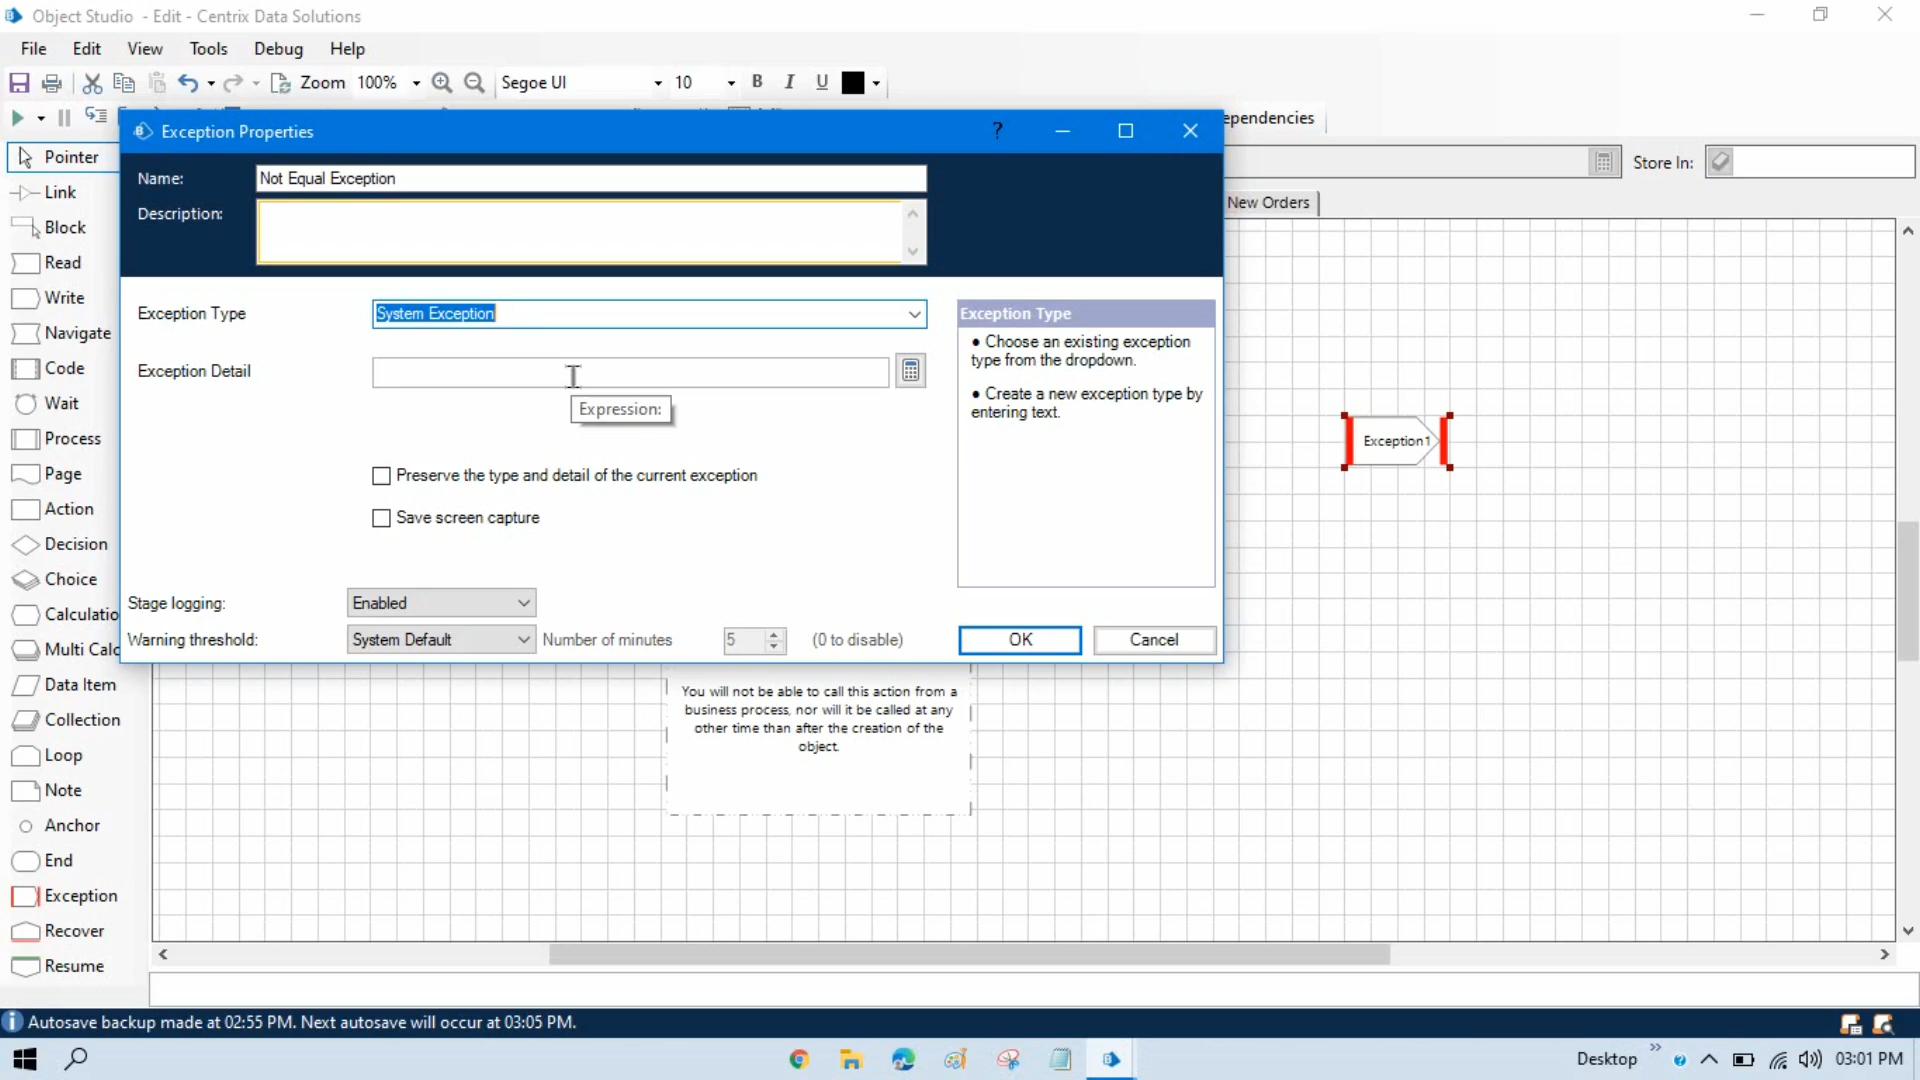 Object Studio - Edit - Centrix Data Solutions
File Edit View Tools Debug Help
Zoom 100% Segoe UI 10 B I U
Exception Properties ?
ependencies
Pointer
Link
Block
Read
Write
Navigate
Code
Wait
Process
Page
Action
Decision
Choice
Calculatio
Multi Calc
Data Item
Collection
Loop
Note
Anchor
End
Exception
Recover
Resume
Name: Not Equal Exception
Description:
Store In:
New Orders
Exception Type System Exception
Exception Detail
Expression:
Preserve the type and detail of the current exception
Save screen capture
Exception Type
• Choose an existing exception
type from the dropdown.
• Create a new exception type by
entering text.
Stage logging: Enabled
Warning threshold: System Default Number of minutes 5 (0 to disable)
OK Cancel
Exception1
You will not be able to call this action from a
business process, nor will it be called at any
other time than after the creation of the
object.
Autosave backup made at 02:55 PM. Next autosave will occur at 03:05 PM.
Desktop 03:01 PM